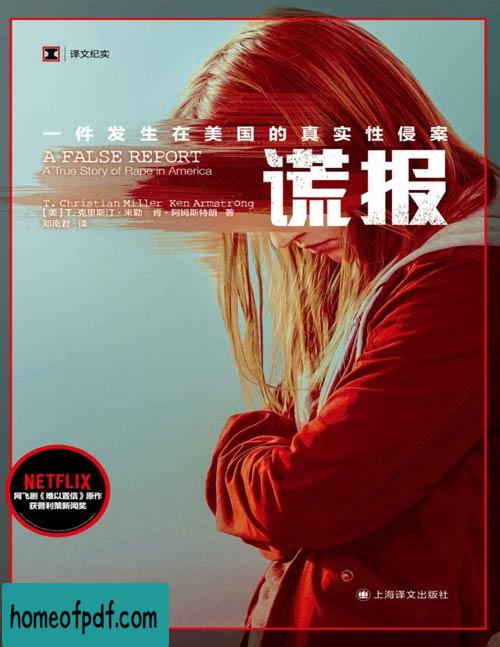 译文纪实
一件发生在美国的真实性侵案
A FALSE REPORT
A True Story of Rape in America
谎报
T. Christian Miller Ken Armstrong
[美]T.克里斯汀·米勒 肯·阿姆斯特朗 著
邓南君·译
NETFLIX
网飞剧《难以置信》原作
获普利策新闻奖
上海译文出版社
homeofpdf.com